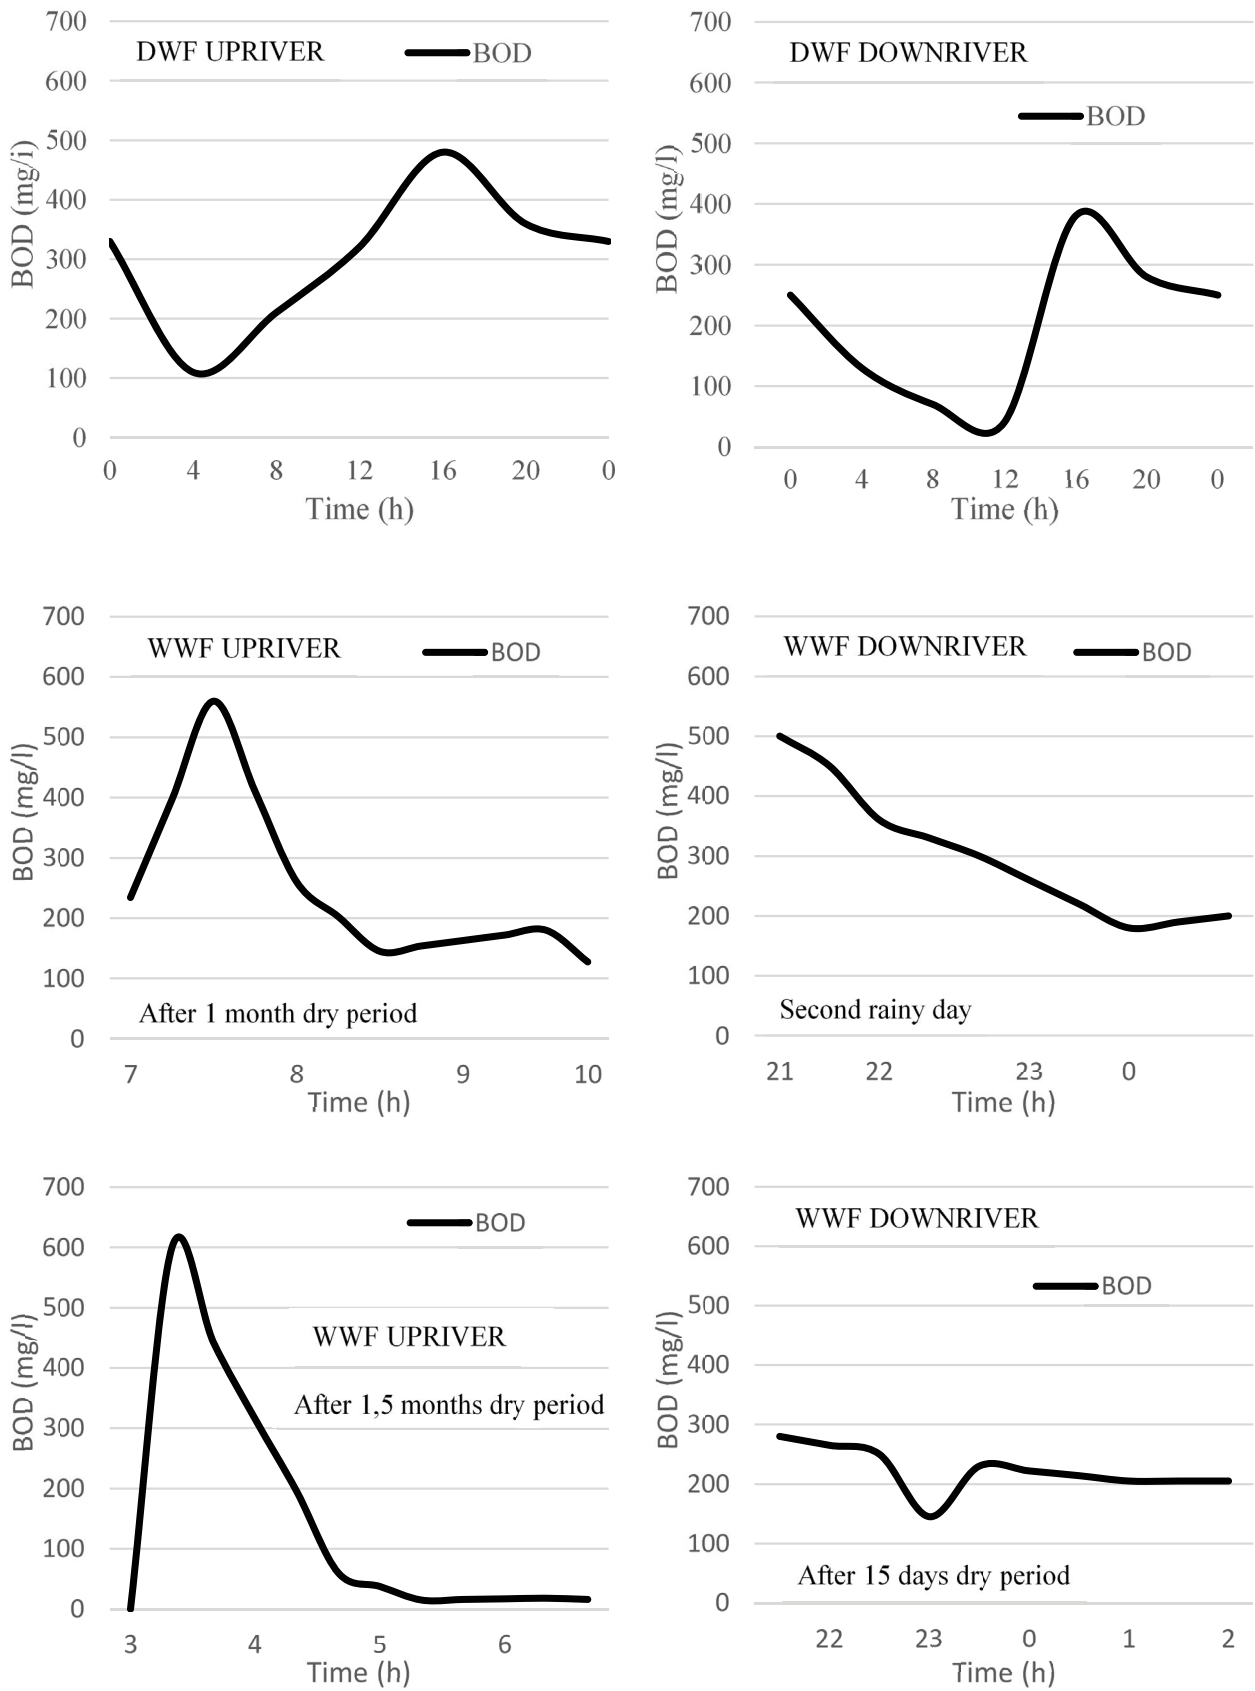 700
600
500
400
300
200
100
0
BOD (mg/i)
DWF UPRIVER
BOD
0 4 8 12 16 20 0
Time (h)
700
600
500
400
300
200
100
0
BOD (mg/l)
DWF DOWNRIVER
BOD
0 4 8 12 16 20 0
Time (h)
700
600
500
400
300
200
100
0
BOD (mg/l)
WWF UPRIVER
BOD
After 1 month dry period
7 8 9 10
Time (h)
700
600
500
400
300
200
100
0
BOD (mg/l)
WWF DOWNRIVER
BOD
Second rainy day
21 22 23 0
Time (h)
700
600
500
400
300
200
100
0
BOD (mg/l)
BOD
WWF UPRIVER
After 1,5 months dry period
3 4 5 6
Time (h)
700
600
500
400
300
200
100
0
BOD (mg/l)
WWF DOWNRIVER
BOD
After 15 days dry period
22 23 0 1 2
Time (h)